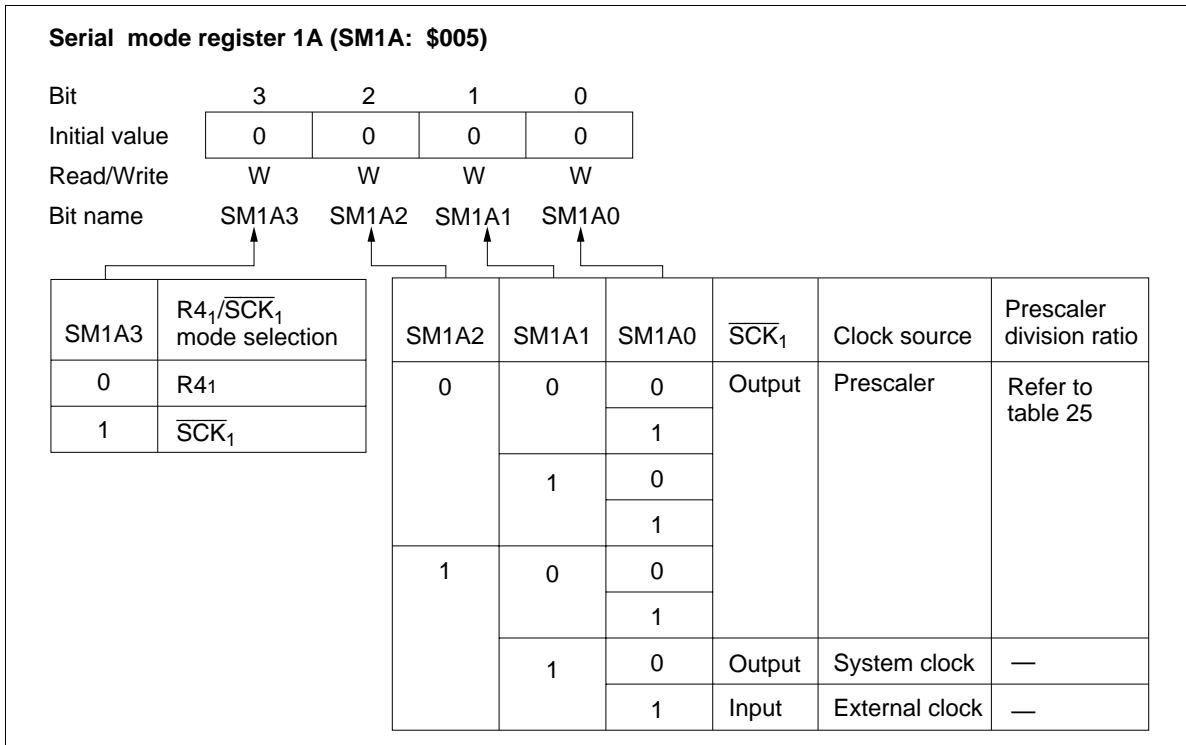 Serial mode register 1A (SM1A: $005)
Bit 3 2 1 0
Initial value 0 0 0 0
Read/Write W W W W
Bit name SM1A3 SM1A2 SM1A1 SM1A0
SM1A3 R4₁/S̅C̅K̅₁ mode selection
0 R4₁
1 S̅C̅K̅₁
SM1A2 SM1A1 SM1A0 S̅C̅K̅₁ Clock source Prescaler division ratio
0 0 0 Output Prescaler Refer to table 25
1
1 0
1
1 0 0
1
1 0 Output System clock —
1 Input External clock —